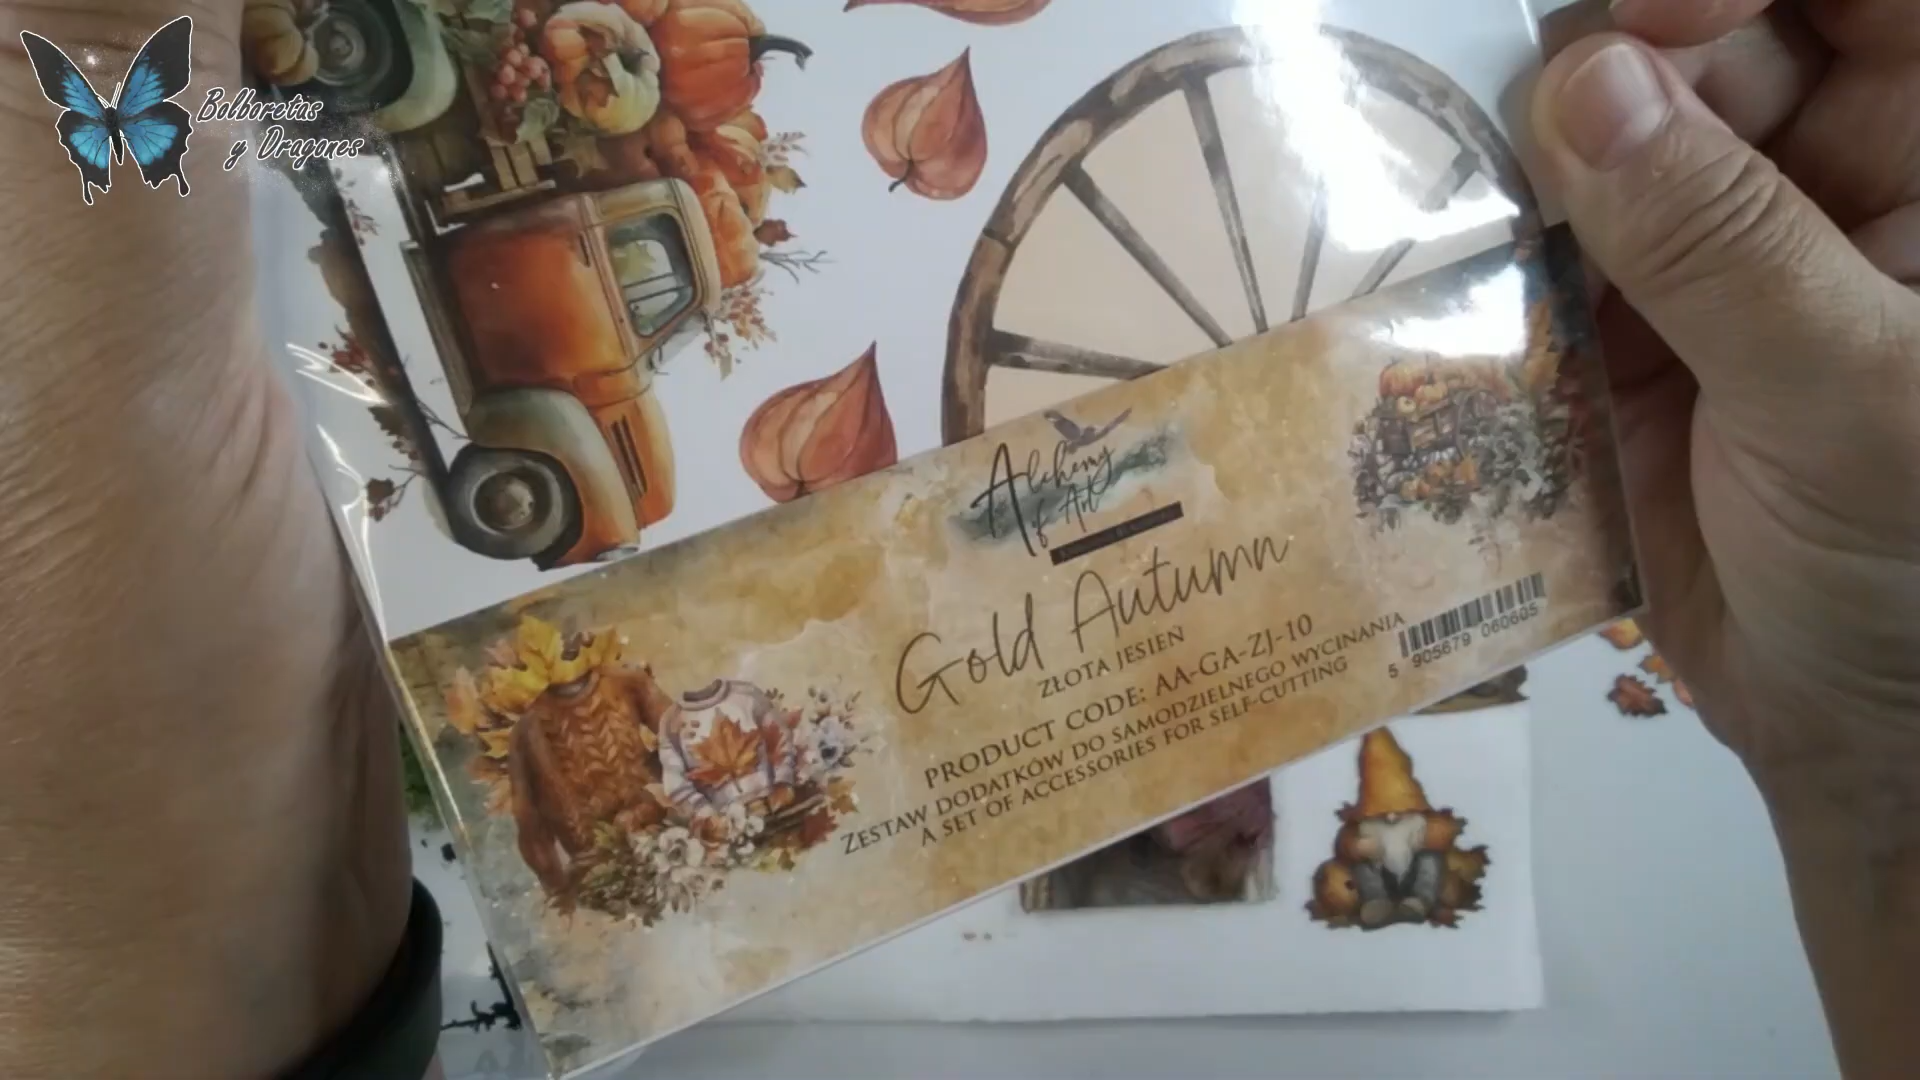 Bolboretas
y Dragones
Alchemy
of Art
Gold Autumn
ZŁOTA JESIEŃ
PRODUCT CODE: AA-GA-ZJ-10
ZESTAW DODATKÓW DO SAMODZIELNEGO WYCINANIA
A SET OF ACCESSORIES FOR SELF-CUTTING
5 905679 060605